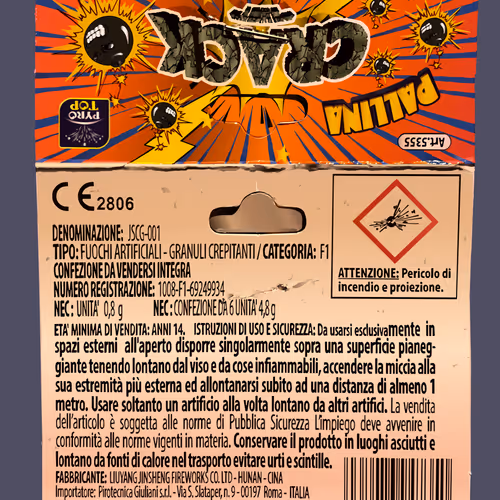 CRACK
PALLINA
PYRO
TOP
Art.5355
CE 2806
DENOMINAZIONE: JSCG-001
TIPO: FUOCHI ARTIFICIALI - GRANULI CREPITANTI / CATEGORIA: F1
CONFEZIONE DA VENDERSI INTEGRA
NUMERO REGISTRAZIONE: 1008-F1-69249934
NEC: UNITA' 0,8 g NEC: CONFEZIONE DA 6 UNITA' 4,8 g
ATTENZIONE: Pericolo di
incendio e proiezione.
ETA' MINIMA DI VENDITA: ANNI 14. ISTRUZIONI DI USO E SICUREZZA: Da usarsi esclusivamente in
spazi esterni all'aperto disporre singolarmente sopra una superficie pianeg-
giante tenendo lontano dal viso e da cose infiammabili, accendere la miccia alla
sua estremità più esterna ed allontanarsi subito ad una distanza di almeno 1
metro. Usare soltanto un artificio alla volta lontano da altri artifici. La vendita
dell'articolo è soggetta alle norme di Pubblica Sicurezza L'impiego deve avvenire in
conformità alle norme vigenti in materia. Conservare il prodotto in luoghi asciutti e
lontano da fonti di calore nel trasporto evitare urti e scintille.
FABBRICANTE: LIUYANG JINSHENG FIREWORKS CO. LTD - HUNAN - CINA
Importatore: Pirotecnica Giuliani s.r.l. - Via S. Slataper, n. 9 - 00197 Roma - ITALIA